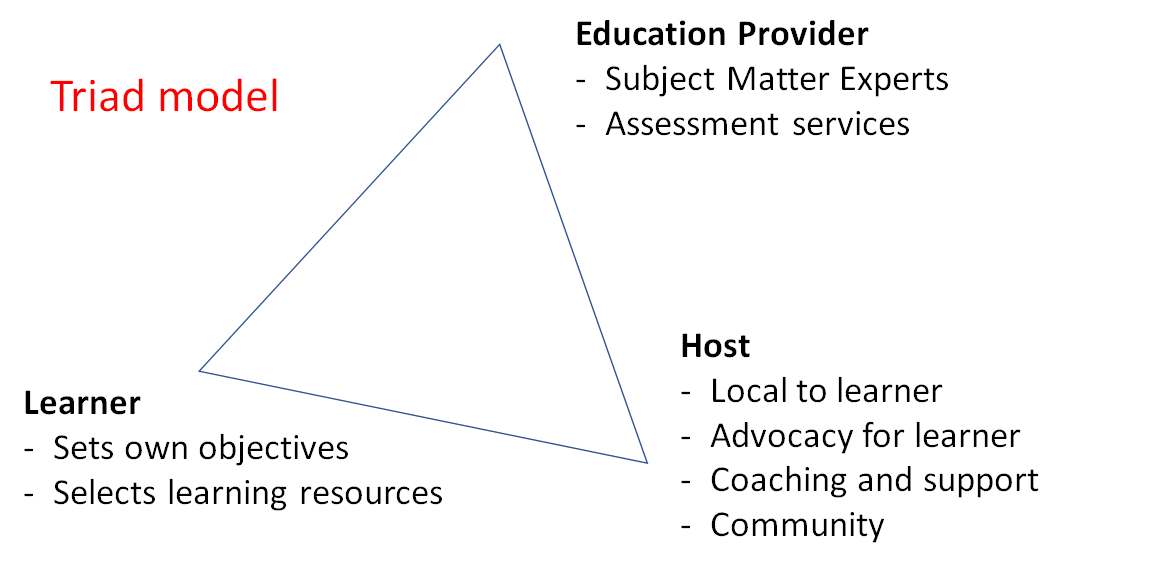 Triad model
Education Provider
- Subject Matter Experts
- Assessment services
Learner
- Sets own objectives
- Selects learning resources
Host
- Local to learner
- Advocacy for learner
- Coaching and support
- Community